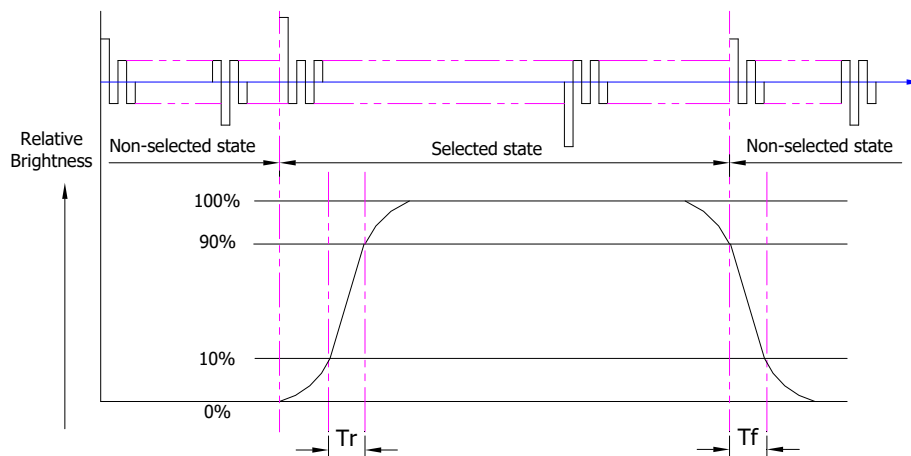 Relative
Brightness
Non-selected state
Selected state
Non-selected state
100%
90%
10%
0%
Tr
Tf